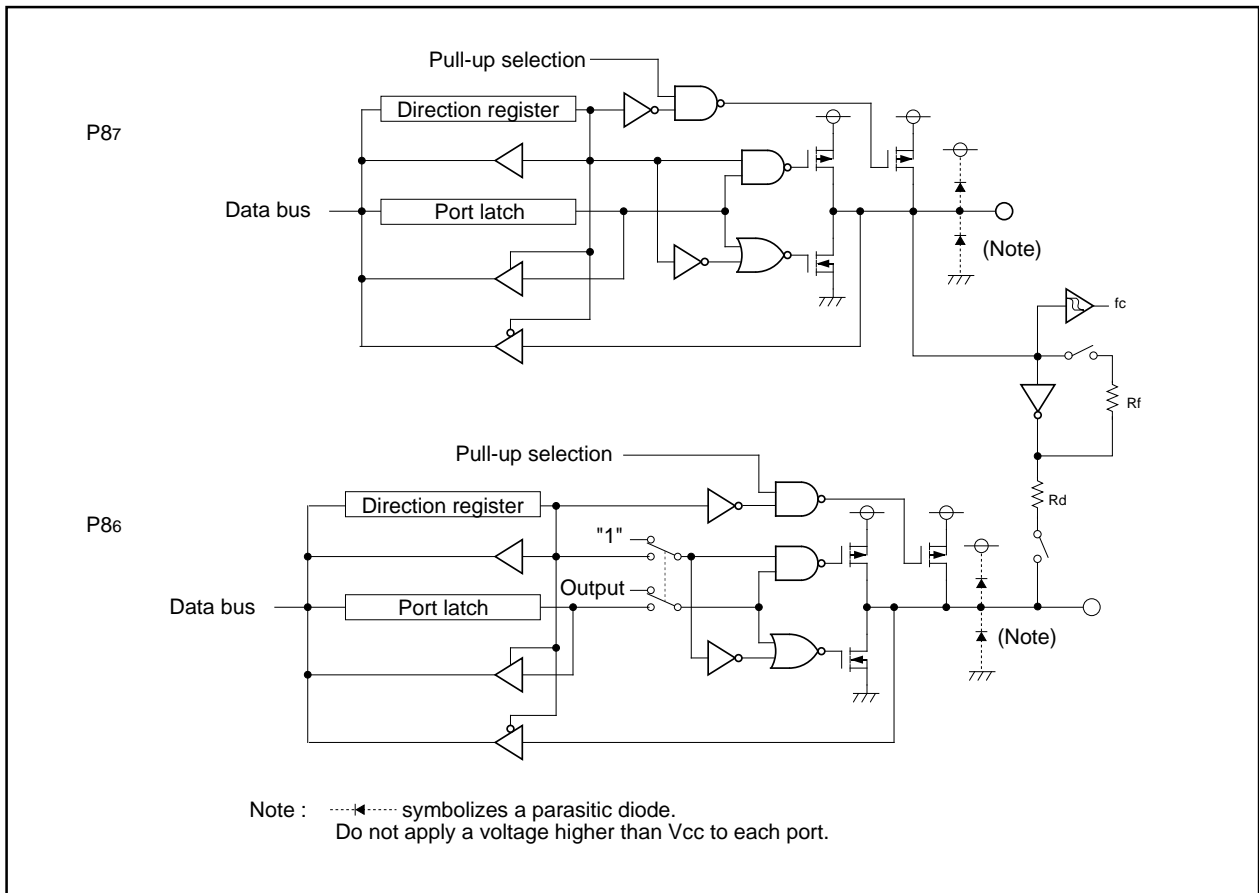 Pull-up selection
Direction register
P87
Data bus
Port latch
(Note)
fc
Rf
Pull-up selection
Direction register
Rd
P86
"1"
Output
Data bus
Port latch
(Note)
Note : symbolizes a parasitic diode.
Do not apply a voltage higher than Vcc to each port.